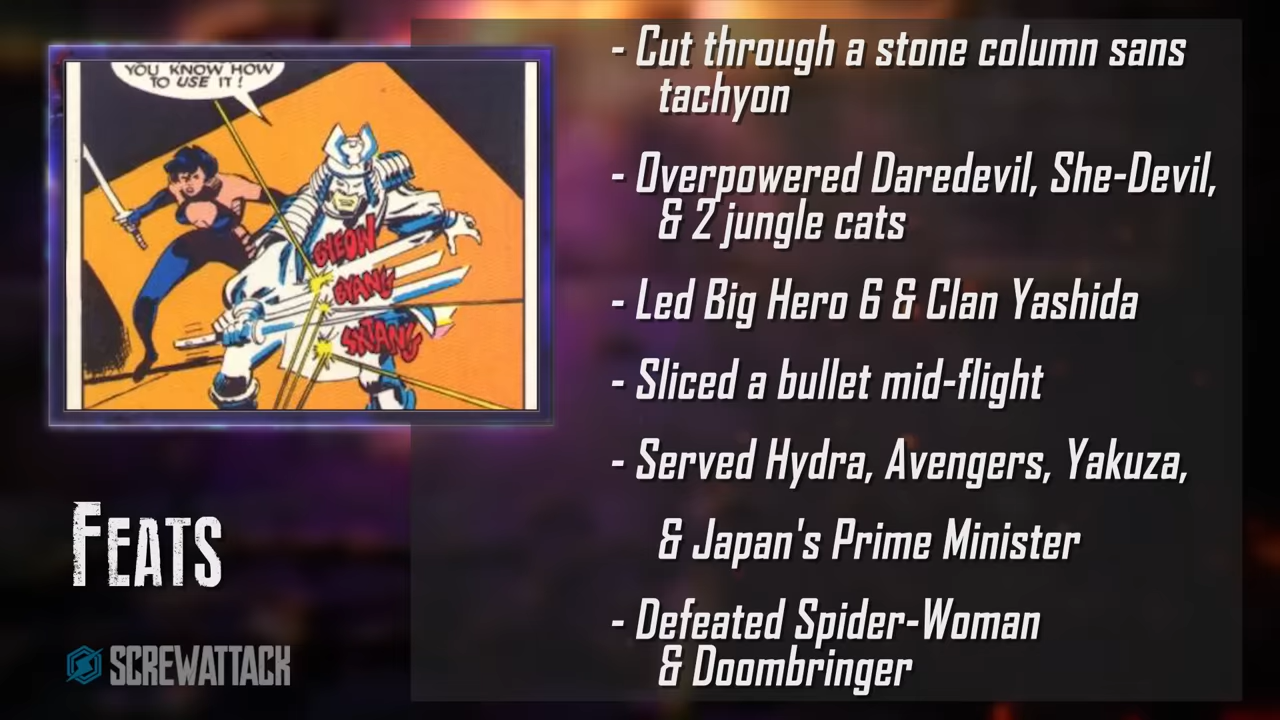 YOU KNOW HOW
TO USE IT!
GYEOW
GYANG
SKTANG
FEATS
SCREWATTACK
- Cut through a stone column sans
tachyon
- Overpowered Daredevil, She-Devil,
& 2 jungle cats
- Led Big Hero 6 & Clan Yashida
- Sliced a bullet mid-flight
- Served Hydra, Avengers, Yakuza,
& Japan's Prime Minister
- Defeated Spider-Woman
& Doombringer